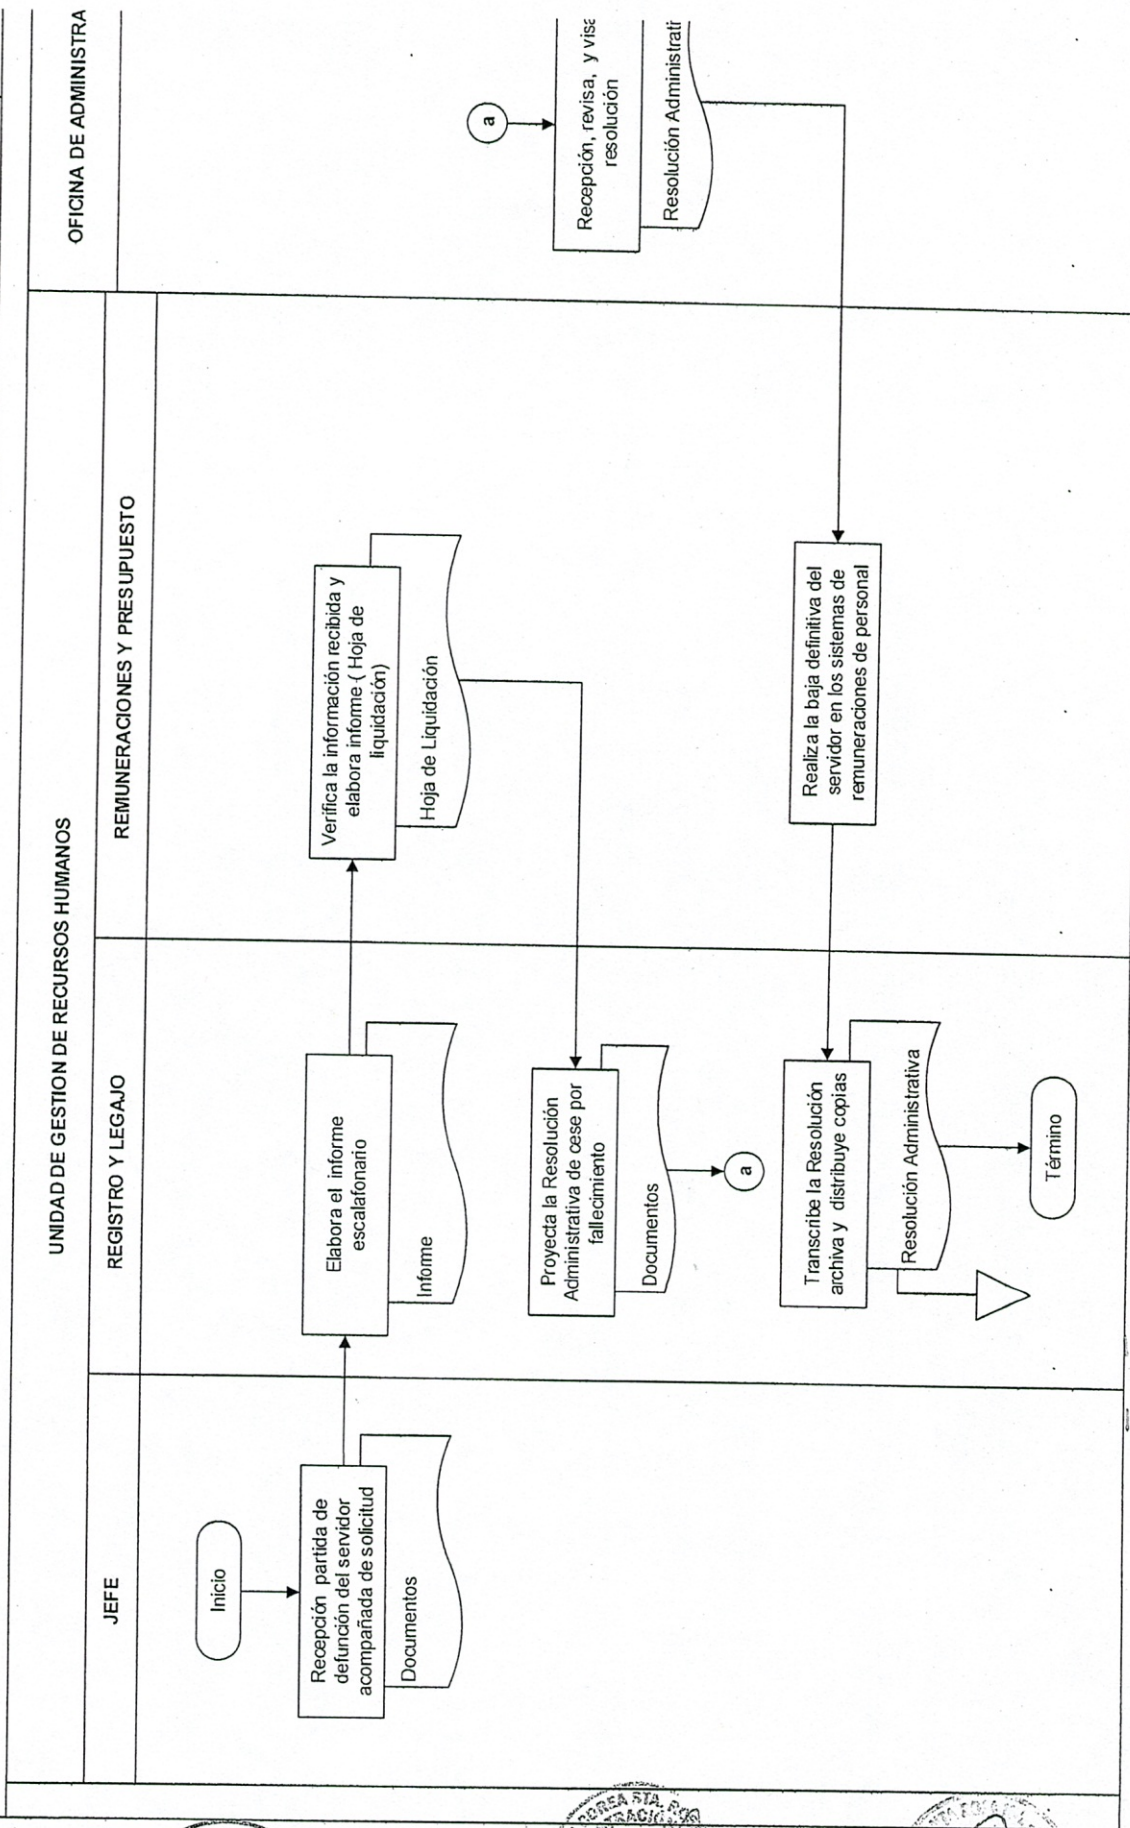 UNIDAD DE GESTION DE RECURSOS HUMANOS
OFICINA DE ADMINISTRA
JEFE
REGISTRO Y LEGAJO
REMUNERACIONES Y PRESUPUESTO
Inicio
Recepción partida de
defunción del servidor
acompañada de solicitud
Documentos
Elabora el informe
escalafonario
Informe
Verifica la información recibida y
elabora informe ( Hoja de
liquidación)
Hoja de Liquidación
Proyecta la Resolución
Administrativa de cese por
fallecimiento
Documentos
a
a
Recepción, revisa, y visa
resolución
Resolución Administrati
Realiza la baja definitiva del
servidor en los sistemas de
remuneraciones de personal
Transcribe la Resolución
archiva y distribuye copias
Resolución Administrativa
Término